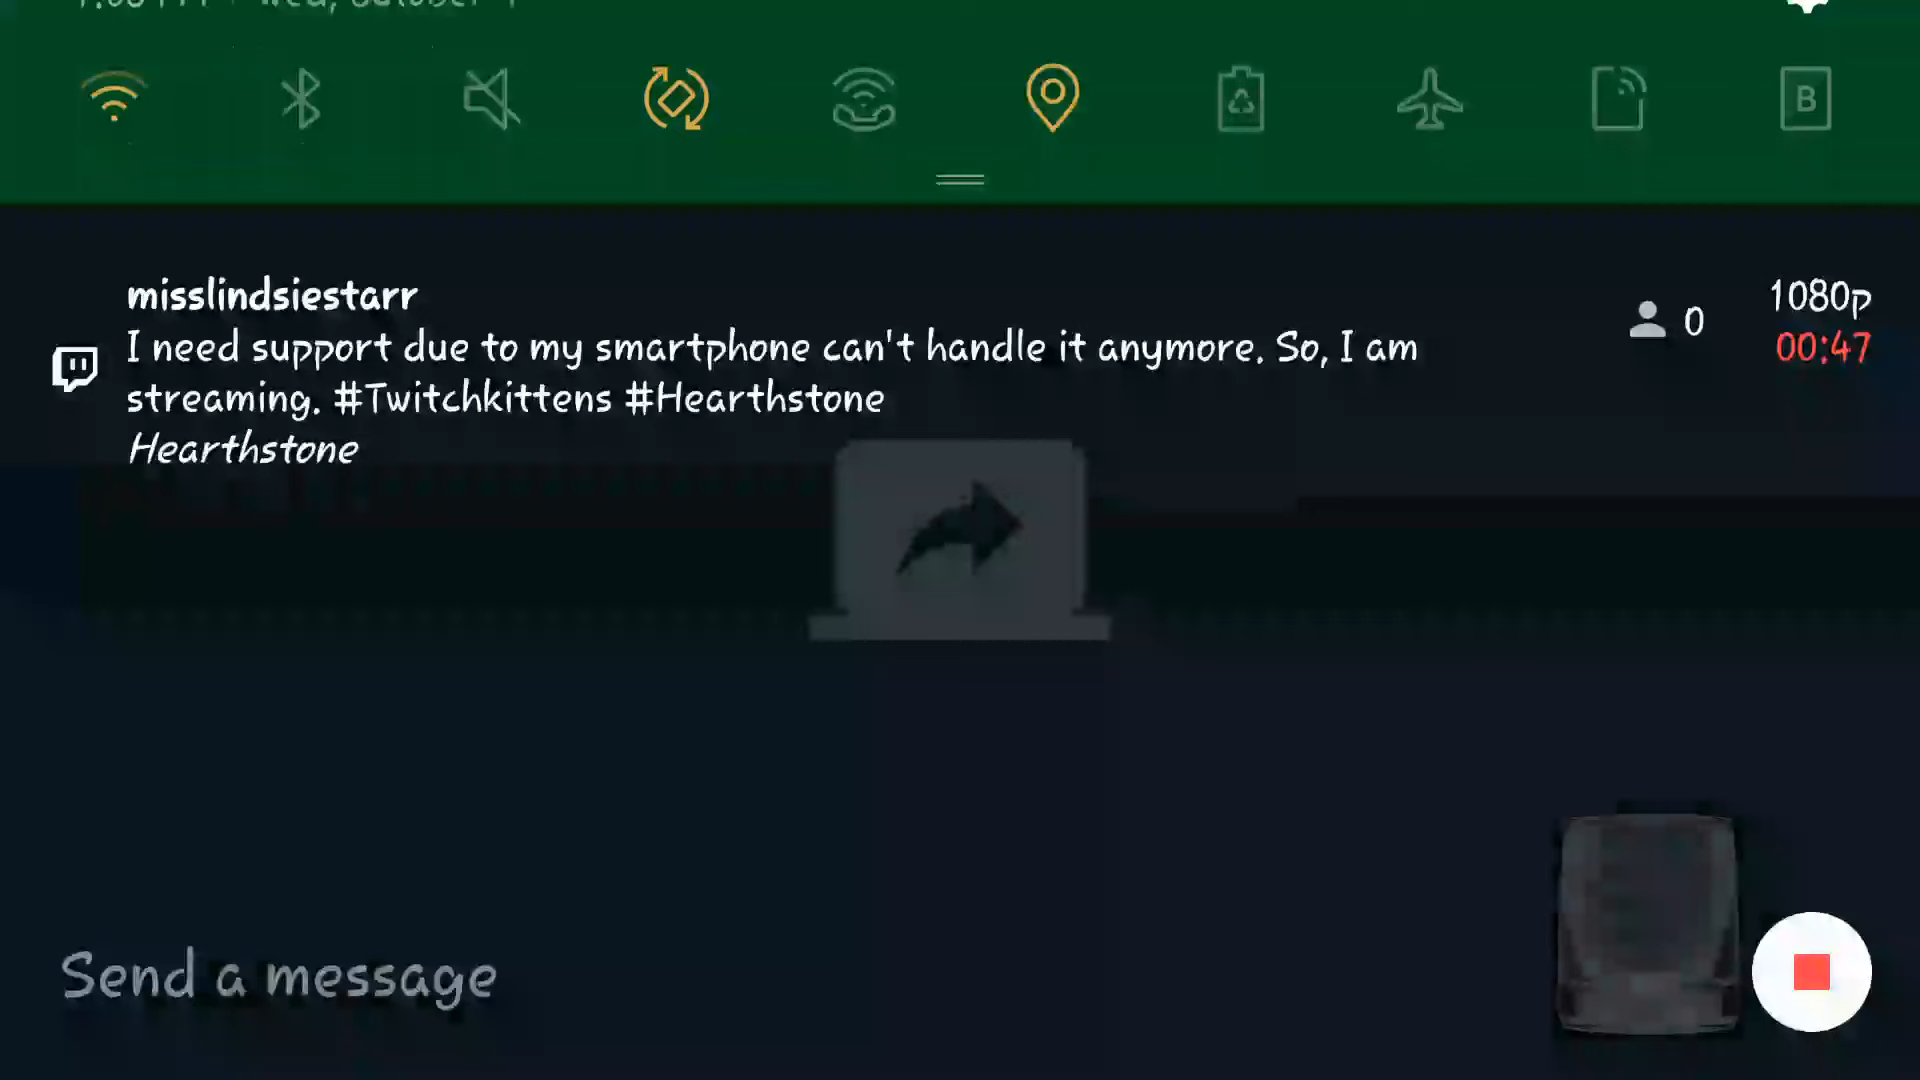 misslindsiestarr
I need support due to my smartphone can't handle it anymore. So, I am
streaming. #Twitchkittens #Hearthstone
Hearthstone
0
1080p
00:47
B
Send a message